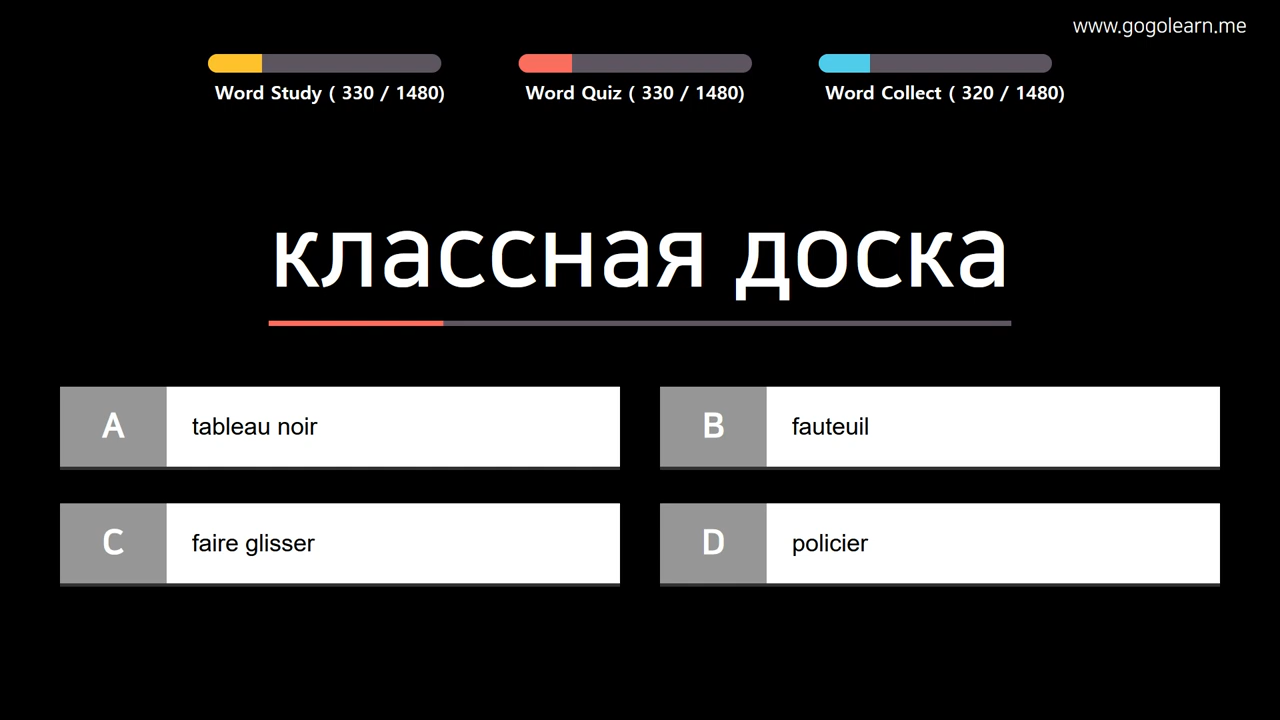 www.gogolearn.me
Word Study ( 330 / 1480)
Word Quiz ( 330 / 1480)
Word Collect ( 320 / 1480)
классная доска
A tableau noir
B fauteuil
C faire glisser
D policier